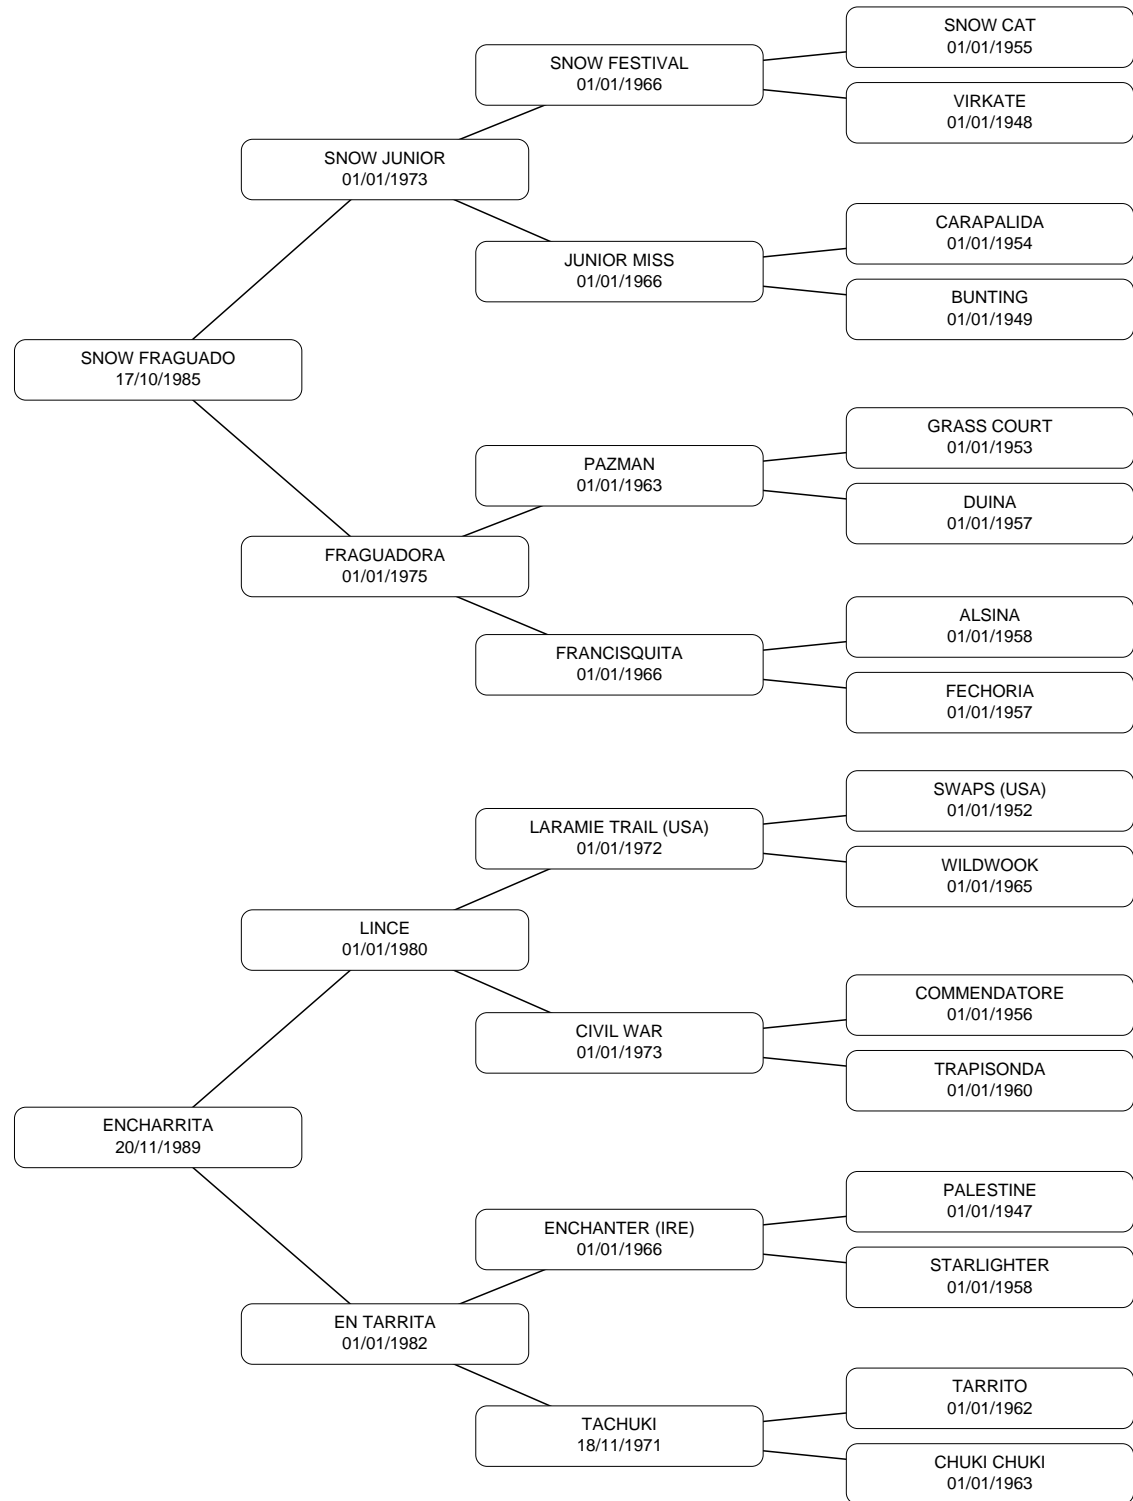 SNOW CAT
01/01/1955
SNOW FESTIVAL
01/01/1966
VIRKATE
01/01/1948
SNOW JUNIOR
01/01/1973
CARAPALIDA
01/01/1954
JUNIOR MISS
01/01/1966
BUNTING
01/01/1949
SNOW FRAGUADO
17/10/1985
GRASS COURT
01/01/1953
PAZMAN
01/01/1963
DUINA
01/01/1957
FRAGUADORA
01/01/1975
ALSINA
01/01/1958
FRANCISQUITA
01/01/1966
FECHORIA
01/01/1957
SWAPS (USA)
01/01/1952
LARAMIE TRAIL (USA)
01/01/1972
WILDWOOK
01/01/1965
LINCE
01/01/1980
COMMENDATORE
01/01/1956
CIVIL WAR
01/01/1973
TRAPISONDA
01/01/1960
ENCHARRITA
20/11/1989
PALESTINE
01/01/1947
ENCHANTER (IRE)
01/01/1966
STARLIGHTER
01/01/1958
EN TARRITA
01/01/1982
TARRITO
01/01/1962
TACHUKI
18/11/1971
CHUKI CHUKI
01/01/1963